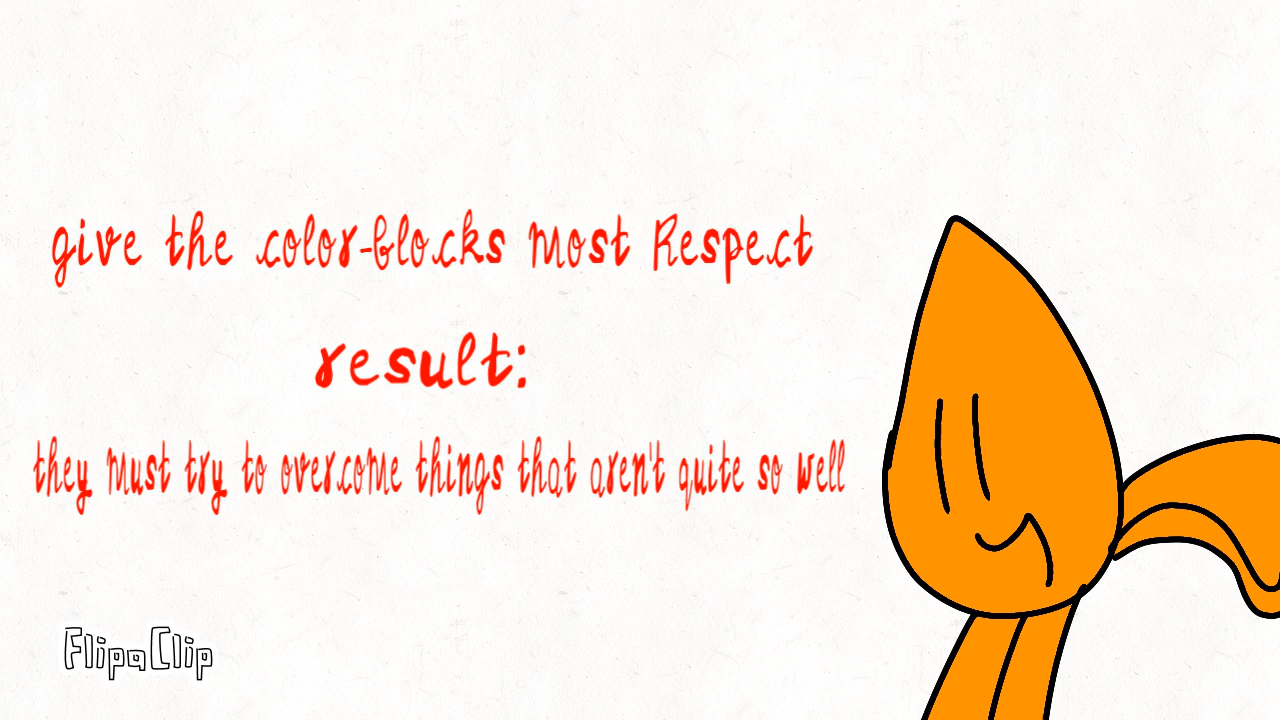 give the color-blocks Most Respect
result:
they Must try to overcoMe things that aren't quite so well
FlipaClip